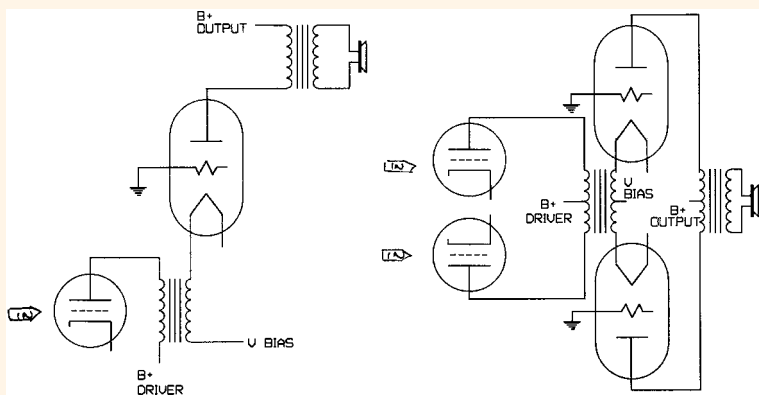 B+
OUTPUT
IN
V BIAS
B+
DRIVER
IN
IN
B+
DRIVER
V
BIAS
B+
OUTPUT